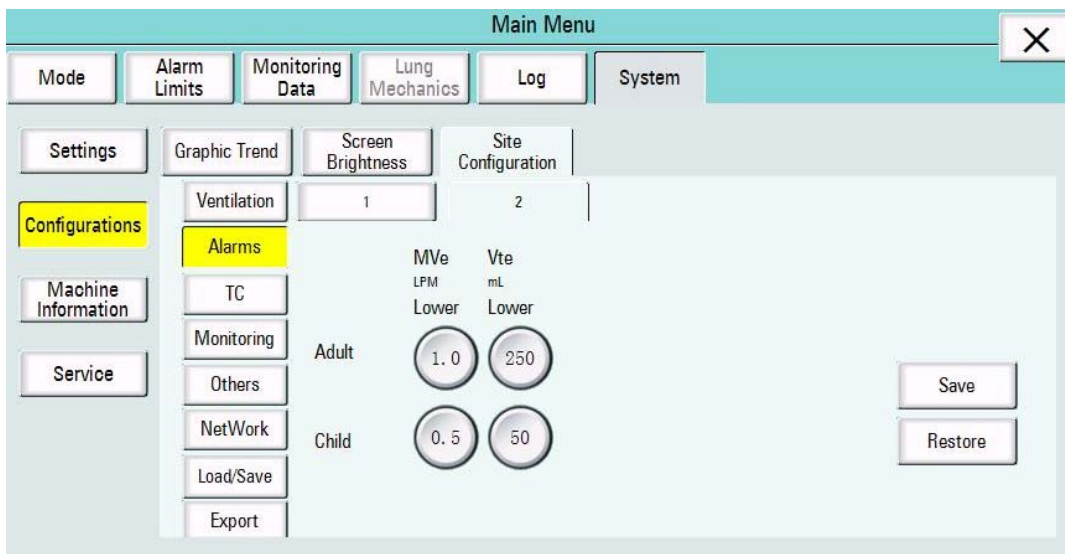 Main Menu
Mode
Alarm
Limits
Monitoring
Data
Lung
Mechanics
Log
System
Settings
Configurations
Machine
Information
Service
Graphic Trend
Screen
Brightness
Site
Configuration
Ventilation
Alarms
TC
Monitoring
Others
NetWork
Load/Save
Export
1
2
MVe Vte
LPM mL
Lower Lower
Adult 1.0 250
Child 0.5 50
Save
Restore